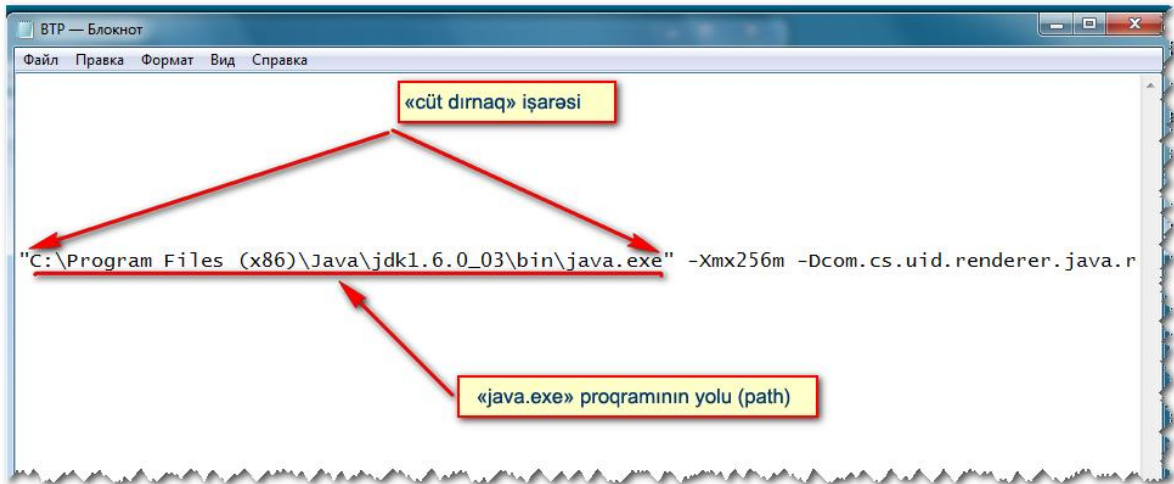 BTP — Блокнот
Файл Правка Формат Вид Справка
«cüt dırnaq» işarəsi
"C:\Program Files (x86)\Java\jdk1.6.0_03\bin\java.exe" -Xmx256m -Dcom.cs.uid.renderer.java.r
«java.exe» proqramının yolu (path)